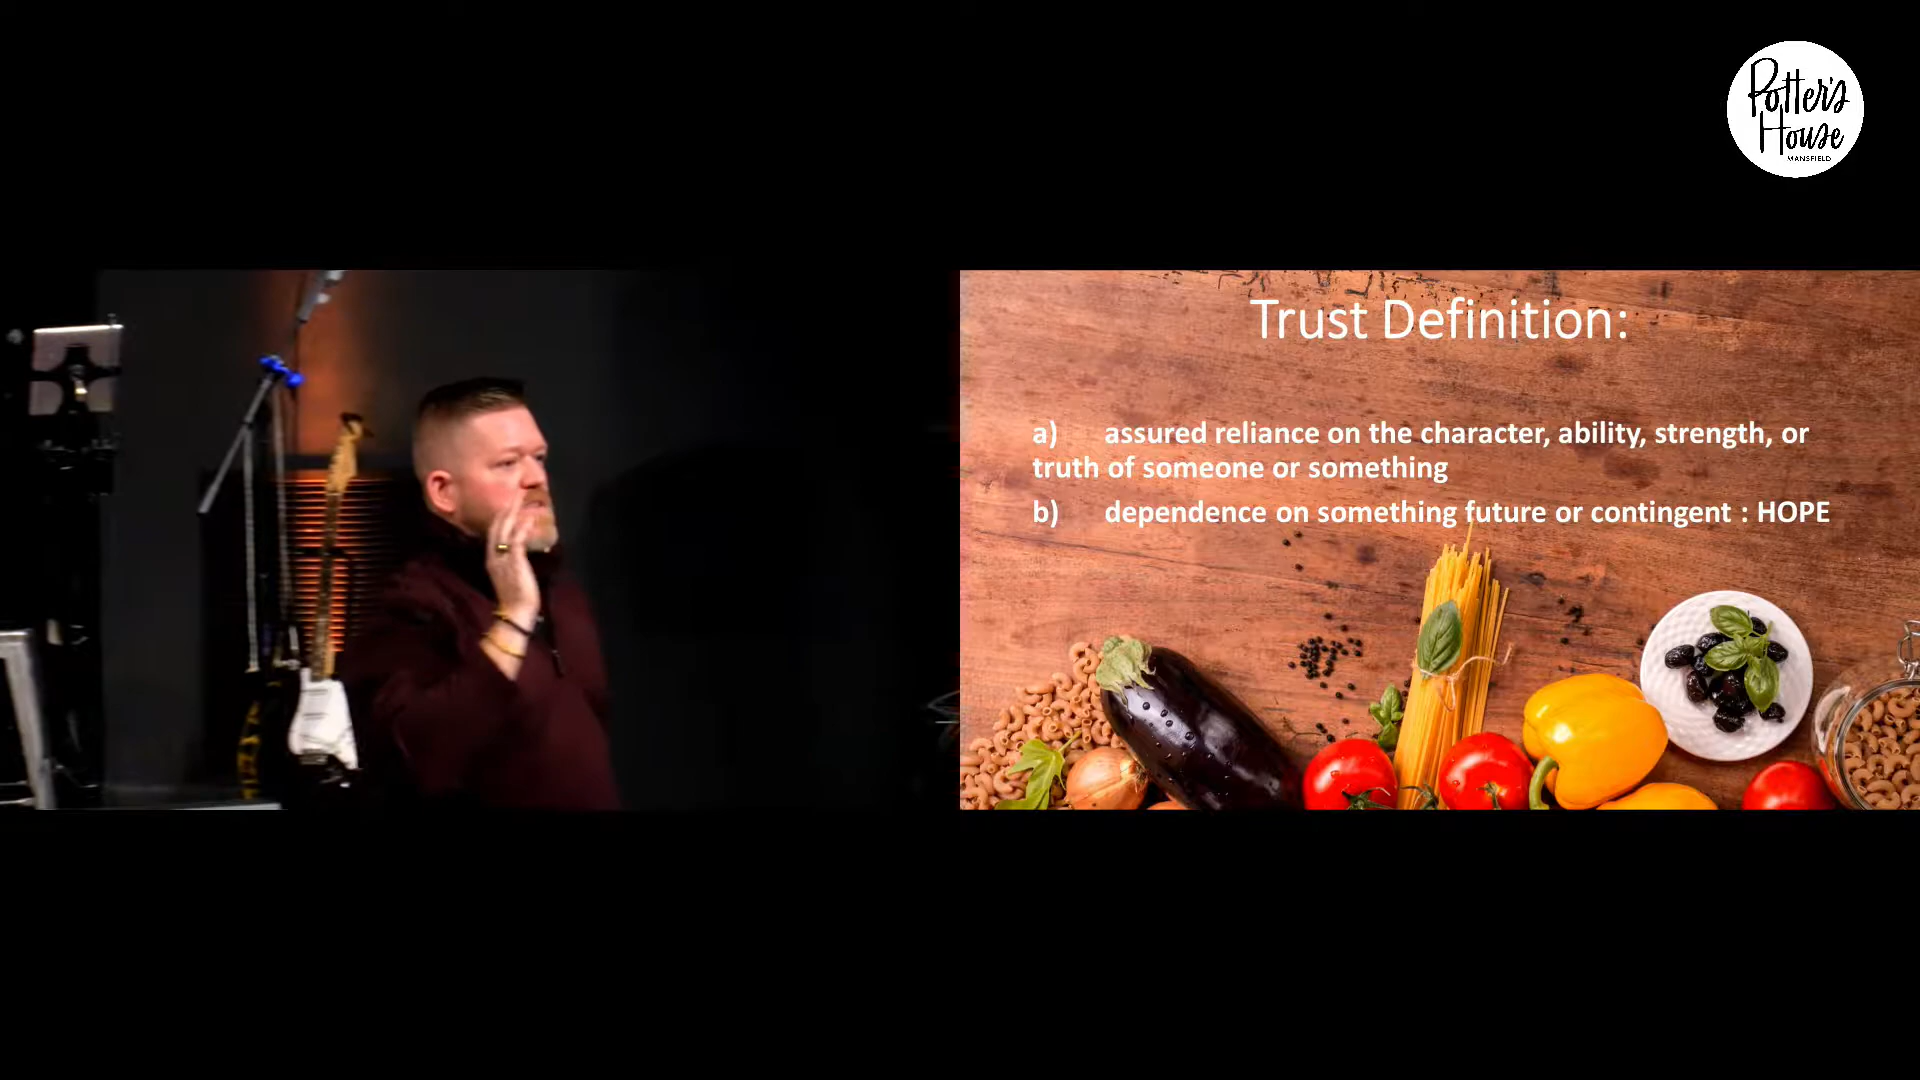 Potter's
House
MANSFIELD
Trust Definition:
a) assured reliance on the character, ability, strength, or
truth of someone or something
b) dependence on something future or contingent : HOPE